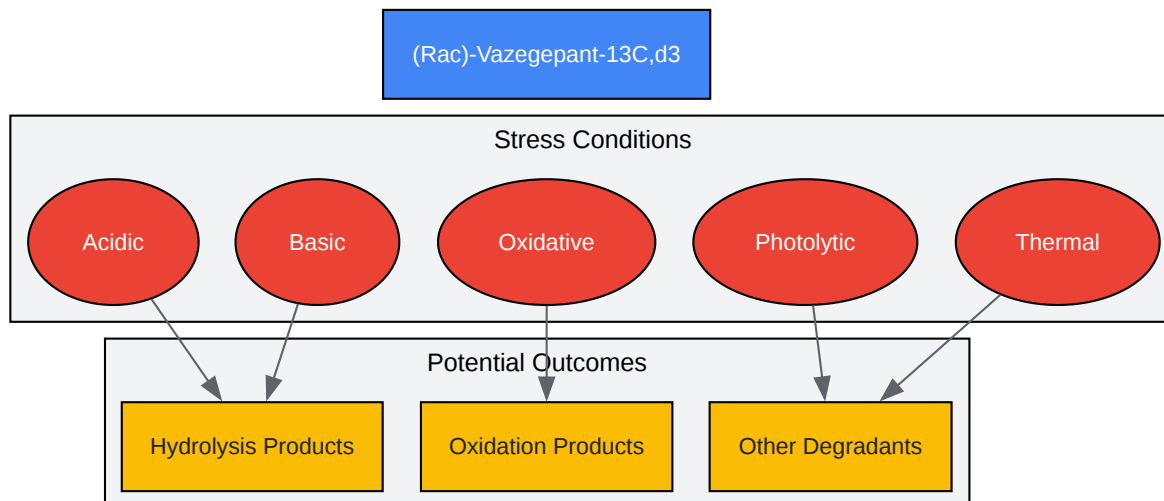 (Rac)-Vazegepant-13C,d3
Stress Conditions
Acidic
Basic
Oxidative
Photolytic
Thermal
Potential Outcomes
Hydrolysis Products
Oxidation Products
Other Degradants